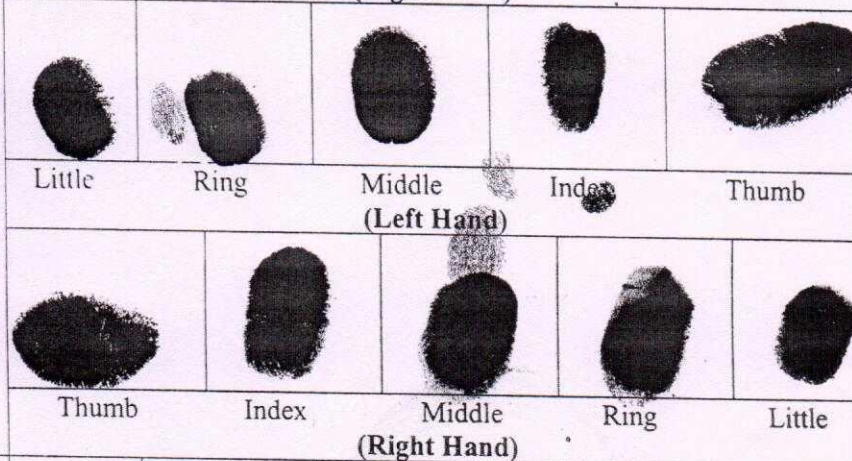 Little Ring Middle Index Thumb
(Left Hand)
Thumb Index Middle Ring Little
(Right Hand)